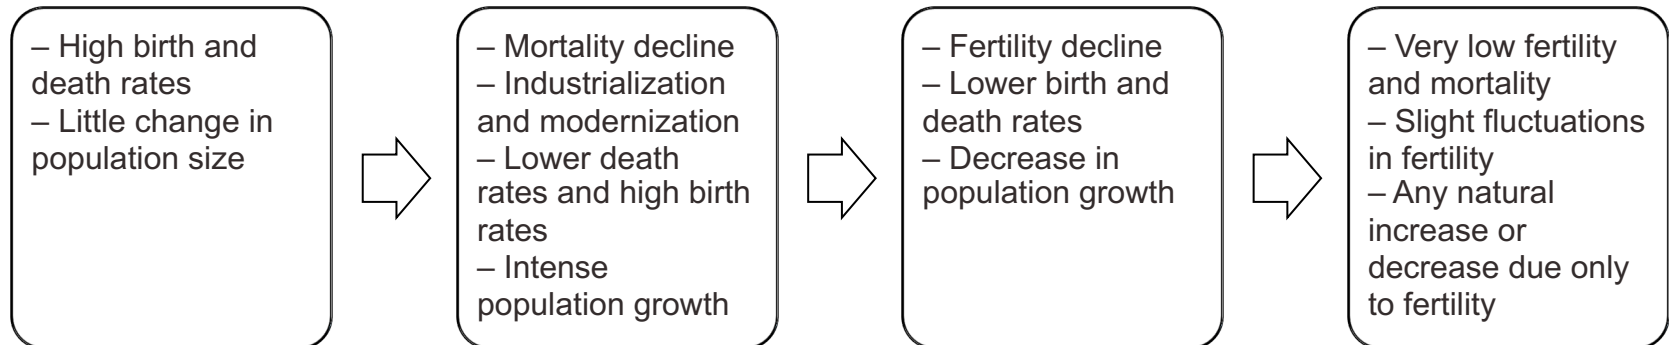 – High birth and
death rates
– Little change in
population size
– Mortality decline
– Industrialization
and modernization
– Lower death
rates and high birth
rates
– Intense
population growth
– Fertility decline
– Lower birth and
death rates
– Decrease in
population growth
– Very low fertility
and mortality
– Slight fluctuations
in fertility
– Any natural
increase or
decrease due only
to fertility